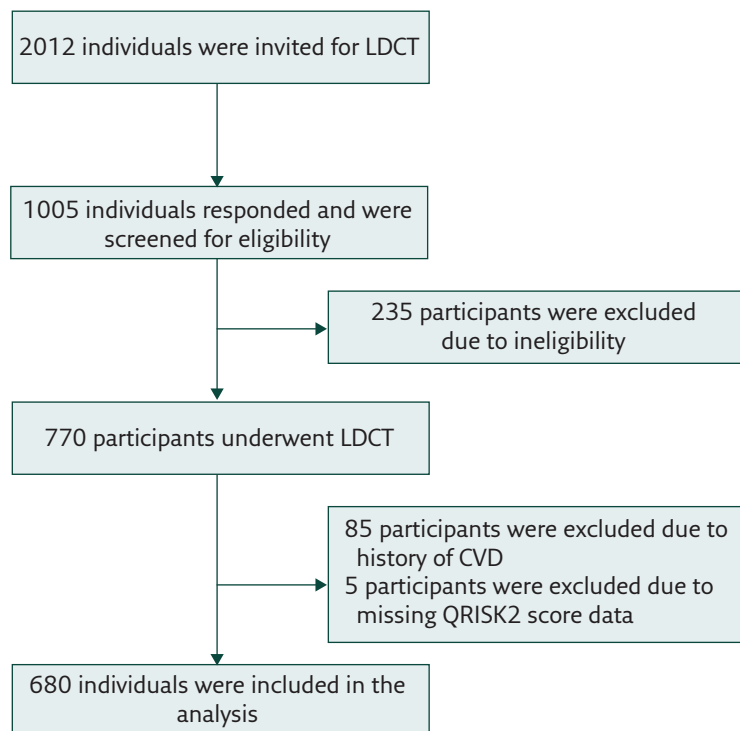 2012 individuals were invited for LDCT
1005 individuals responded and were
screened for eligibility
235 participants were excluded
due to ineligibility
770 participants underwent LDCT
85 participants were excluded due to
history of CVD
5 participants were excluded due to
missing QRISK2 score data
680 individuals were included in the
analysis